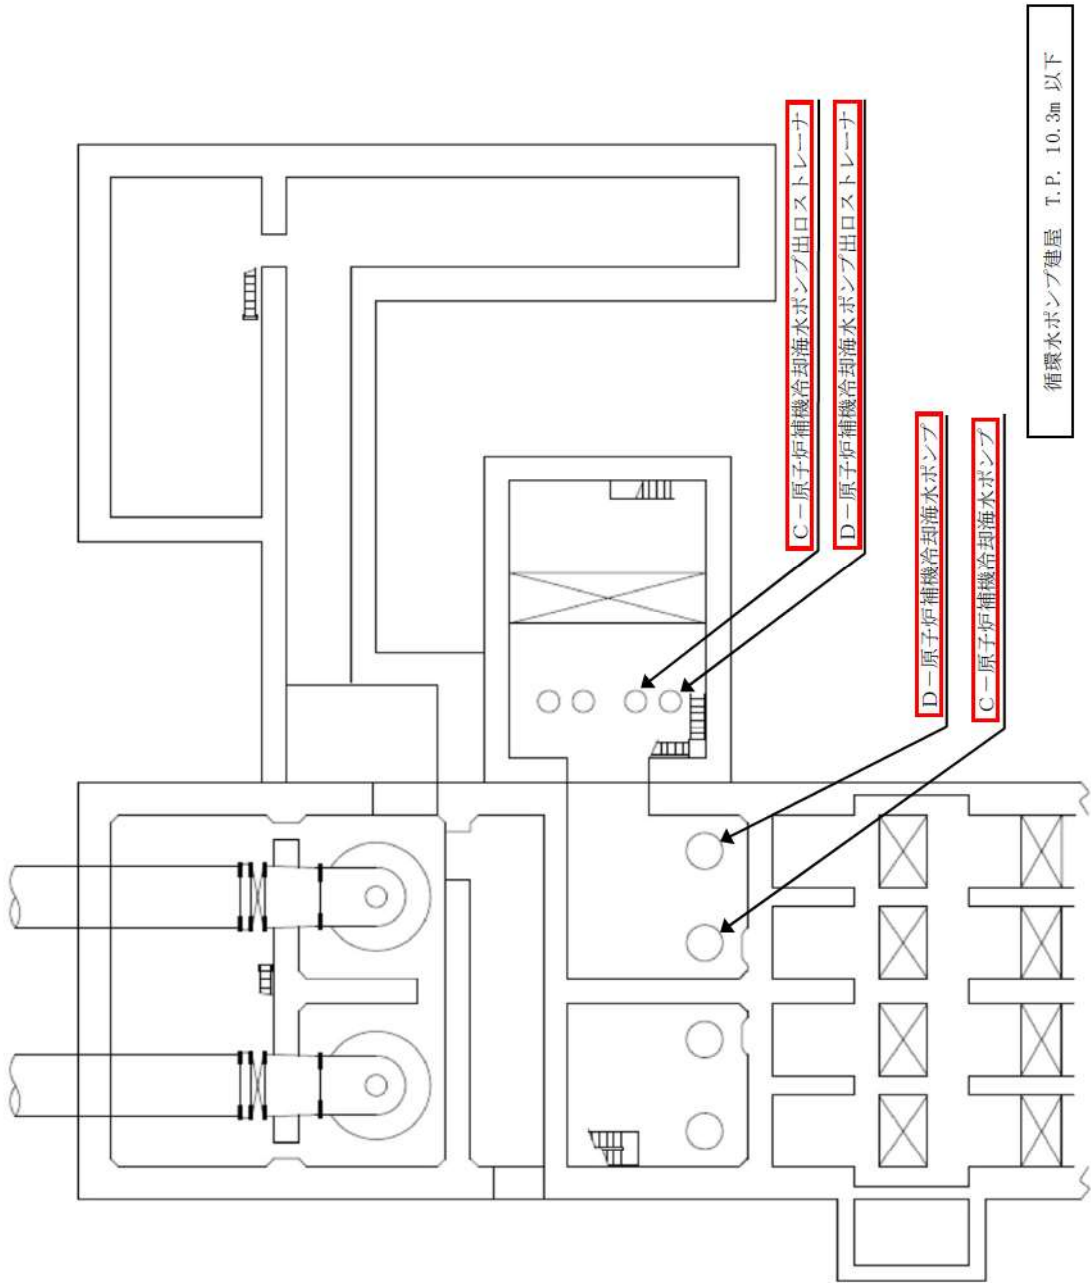 C－原子炉補機冷却海水ポンプ出口ストレーナ
D－原子炉補機冷却海水ポンプ出口ストレーナ
D－原子炉補機冷却海水ポンプ
C－原子炉補機冷却海水ポンプ
循環水ポンプ建屋 T.P. 10.3m 以下